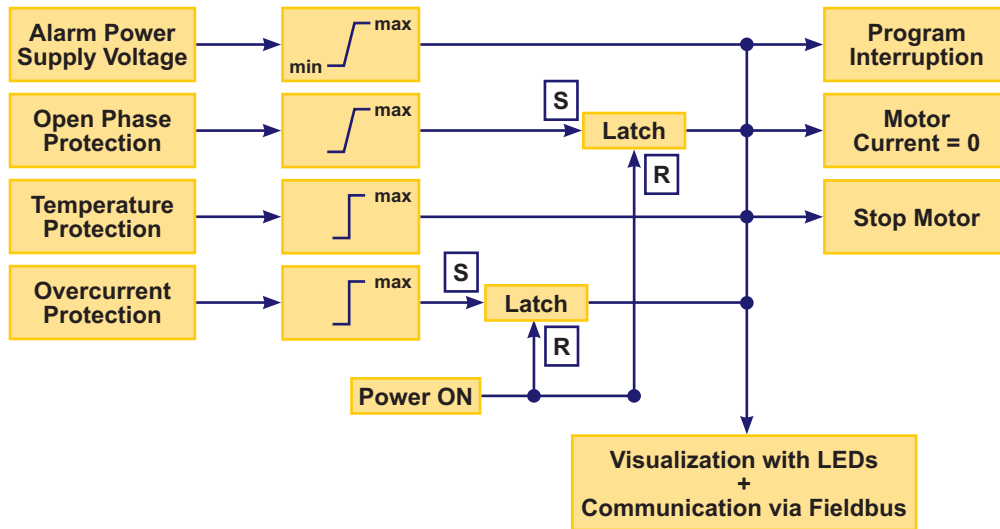 Alarm Power
Supply Voltage
max
min
Program
Interruption
Open Phase
Protection
max
S
Latch
R
Motor
Current = 0
Temperature
Protection
max
Stop Motor
Overcurrent
Protection
max
S
Latch
R
Power ON
Visualization with LEDs
+
Communication via Fieldbus